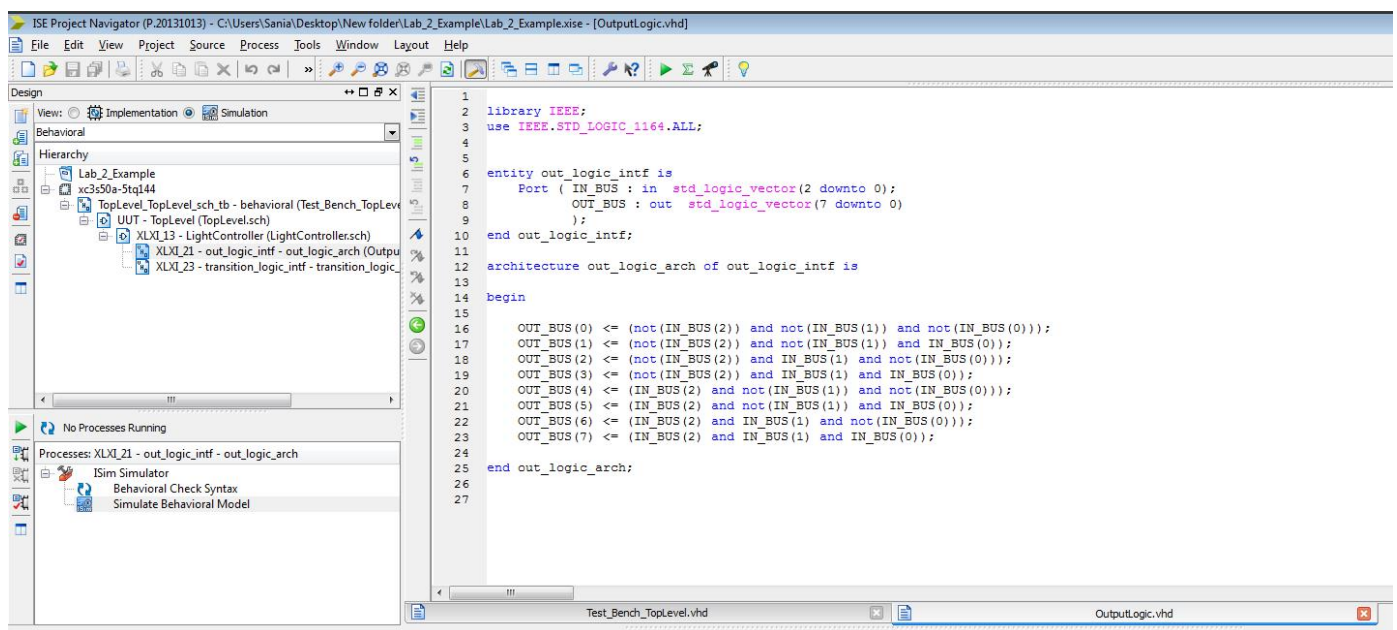 ISE Project Navigator (P.20131013) - C:\Users\Sania\Desktop\New folder\Lab_2_Example\Lab_2_Example.xise - [OutputLogic.vhd]
File Edit View Project Source Process Tools Window Layout Help
Design
View: Implementation Simulation
Behavioral
Hierarchy
Lab_2_Example
xc3s50a-5tq144
TopLevel_TopLevel_sch_tb - behavioral (Test_Bench_TopLeve
UUT - TopLevel (TopLevel.sch)
XLXI_13 - LightController (LightController.sch)
XLXI_21 - out_logic_intf - out_logic_arch (Outpu
XLXI_23 - transition_logic_intf - transition_logic_
No Processes Running
Processes: XLXI_21 - out_logic_intf - out_logic_arch
ISim Simulator
Behavioral Check Syntax
Simulate Behavioral Model
1
2 library IEEE;
3 use IEEE.STD_LOGIC_1164.ALL;
4
5
6 entity out_logic_intf is
7 Port ( IN_BUS : in std_logic_vector(2 downto 0);
8 OUT_BUS : out std_logic_vector(7 downto 0)
9 );
10 end out_logic_intf;
11
12 architecture out_logic_arch of out_logic_intf is
13
14 begin
15
16 OUT_BUS(0) <= (not(IN_BUS(2)) and not(IN_BUS(1)) and not(IN_BUS(0)));
17 OUT_BUS(1) <= (not(IN_BUS(2)) and not(IN_BUS(1)) and IN_BUS(0));
18 OUT_BUS(2) <= (not(IN_BUS(2)) and IN_BUS(1) and not(IN_BUS(0)));
19 OUT_BUS(3) <= (not(IN_BUS(2)) and IN_BUS(1) and IN_BUS(0));
20 OUT_BUS(4) <= (IN_BUS(2) and not(IN_BUS(1)) and not(IN_BUS(0)));
21 OUT_BUS(5) <= (IN_BUS(2) and not(IN_BUS(1)) and IN_BUS(0));
22 OUT_BUS(6) <= (IN_BUS(2) and IN_BUS(1) and not(IN_BUS(0)));
23 OUT_BUS(7) <= (IN_BUS(2) and IN_BUS(1) and IN_BUS(0));
24
25 end out_logic_arch;
26
27
Test_Bench_TopLevel.vhd
OutputLogic.vhd